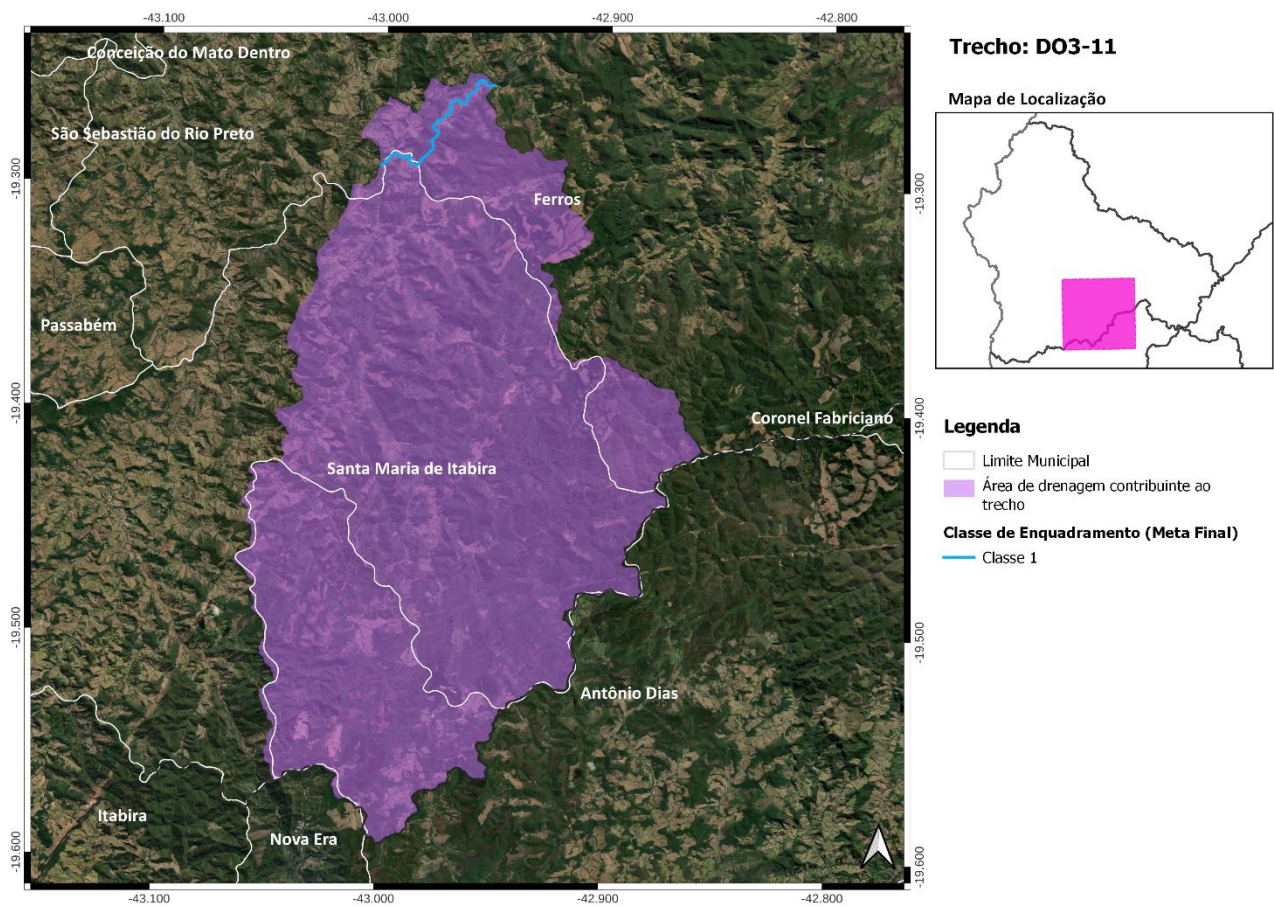 -43.100
-43.000
-42.900
-42.800
Trecho: DO3-11
Conceição do Mato Dentro
Mapa de Localização
São Sebastião do Rio Preto
-19.300
-19.300
Ferros
Passabém
-19.400
-19.400
Coronel Fabriciano
Legenda
Santa Maria de Itabira
Limite Municipal
Área de drenagem contribuinte ao
trecho
Classe de Enquadramento (Meta Final)
Classe 1
-19.500
-19.500
Antônio Dias
Itabira
Nova Era
-19.600
-19.600
-43.100
-43.000
-42.900
-42.800